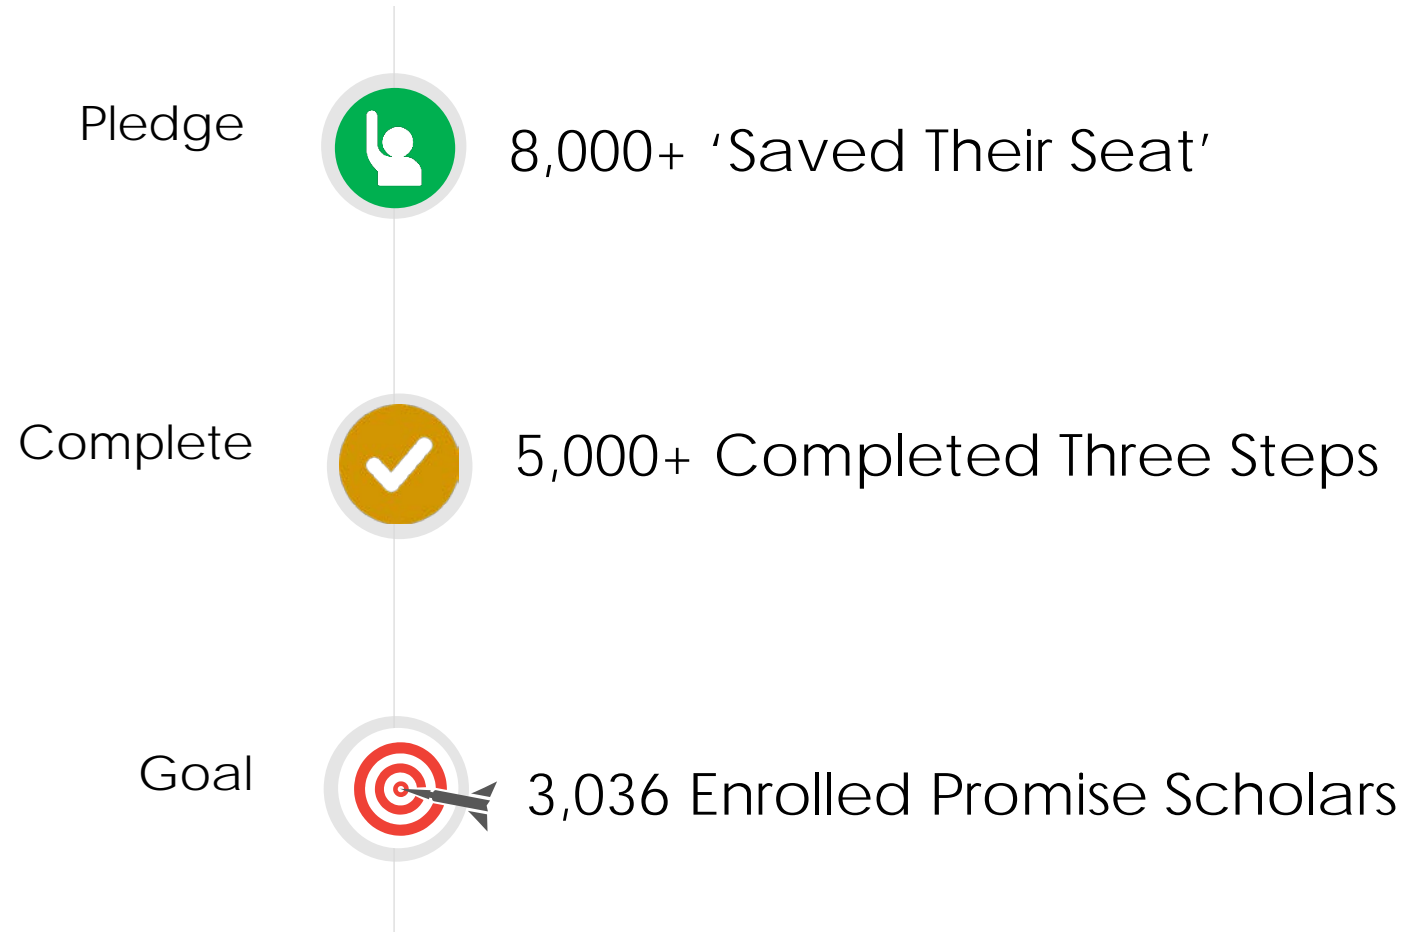 Pledge
8,000+ ‘Saved Their Seat’
Complete
5,000+ Completed Three Steps
Goal
3,036 Enrolled Promise Scholars